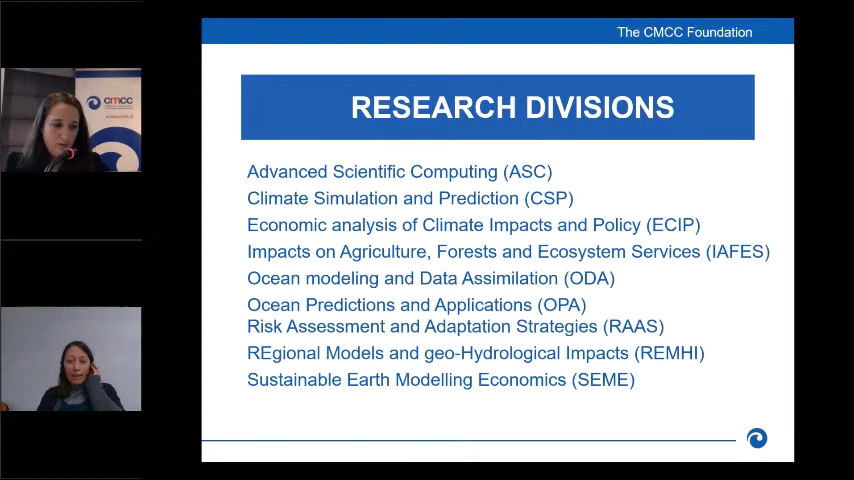 The CMCC Foundation
RESEARCH DIVISIONS
Advanced Scientific Computing (ASC)
Climate Simulation and Prediction (CSP)
Economic analysis of Climate Impacts and Policy (ECIP)
Impacts on Agriculture, Forests and Ecosystem Services (IAFES)
Ocean modeling and Data Assimilation (ODA)
Ocean Predictions and Applications (OPA)
Risk Assessment and Adaptation Strategies (RAAS)
REgional Models and geo-Hydrological Impacts (REMHI)
Sustainable Earth Modelling Economics (SEME)
cmcc